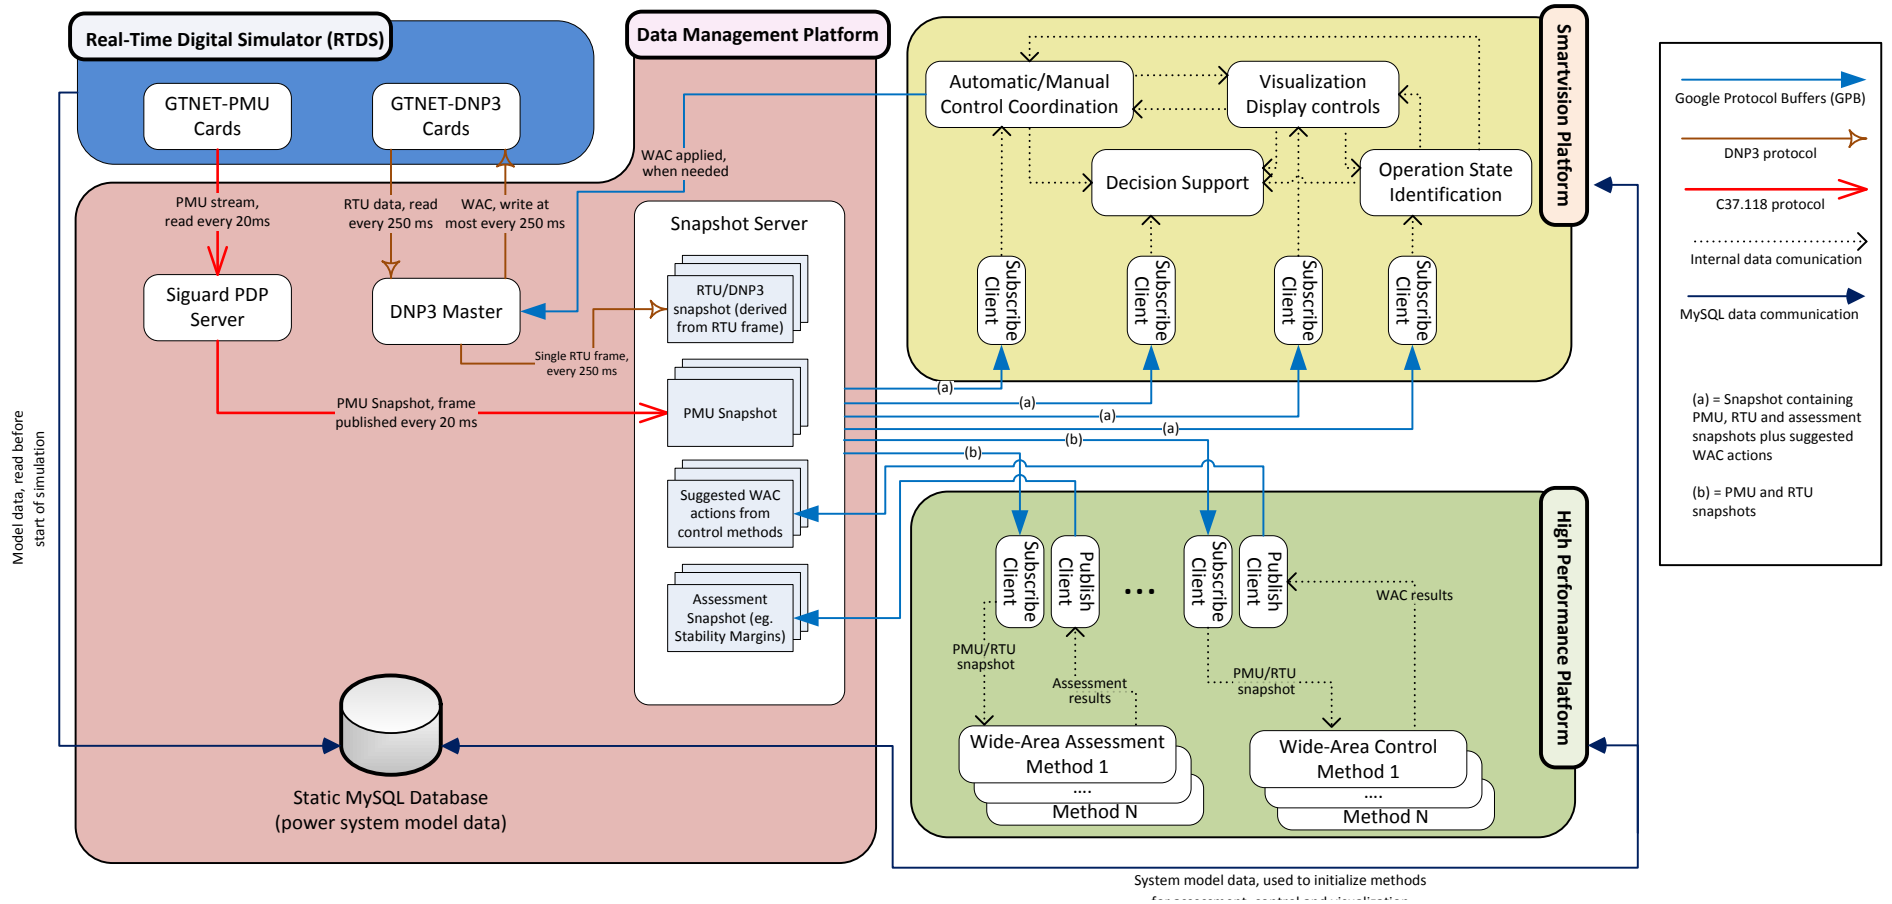 Real-Time Digital Simulator (RTDS)
GTNET-PMU
Cards
GTNET-DNP3
Cards
Data Management Platform
PMU stream,
read every 20ms
RTU data, read
every 250 ms
WAC, write at
most every 250 ms
WAC applied,
when needed
Siguard PDP
Server
DNP3 Master
Single RTU frame,
every 250 ms
PMU Snapshot, frame
published every 20 ms
Snapshot Server
RTU/DNP3
snapshot (derived
from RTU frame)
PMU Snapshot
Suggested WAC
actions from
control methods
Assessment
Snapshot (eg.
Stability Margins)
Model data, read before
start of simulation
Static MySQL Database
(power system model data)
Smartvision Platform
Automatic/Manual
Control Coordination
Visualization
Display controls
Decision Support
Operation State
Identification
Subscribe
Client
Subscribe
Client
Subscribe
Client
Subscribe
Client
(a)
(a)
(a)
(a)
(b)
(b)
High Performance Platform
Subscribe
Client
Publish
Client
...
Subscribe
Client
Publish
Client
PMU/RTU
snapshot
Assessment
results
PMU/RTU
snapshot
WAC results
Wide-Area Assessment
Method 1
....
Method N
Wide-Area Control
Method 1
....
Method N
System model data, used to initialize methods
Google Protocol Buffers (GPB)
DNP3 protocol
C37.118 protocol
Internal data comunication
MySQL data communication
(a) = Snapshot containing
PMU, RTU and assessment
snapshots plus suggested
WAC actions
(b) = PMU and RTU
snapshots